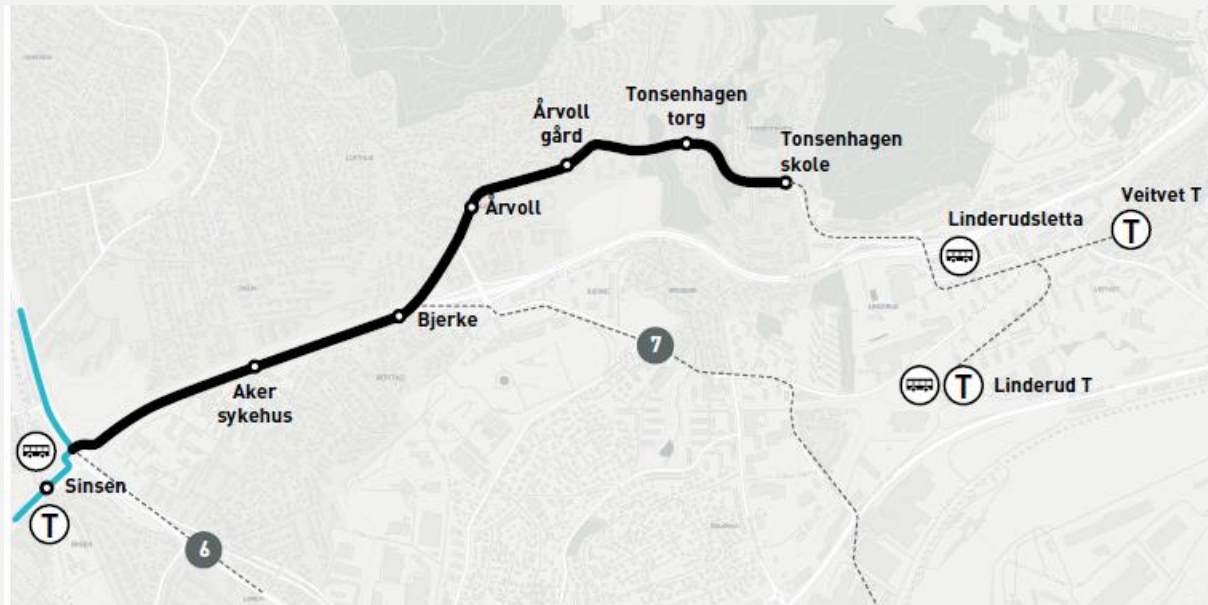 Årvoll
gård
Tonsenhagen
torg
Tonsenhagen
skole
Veitvet T
T
Årvoll
Linderudsletta
Bjerke
7
Aker
sykehus
T
Linderud T
Sinsen
T
6